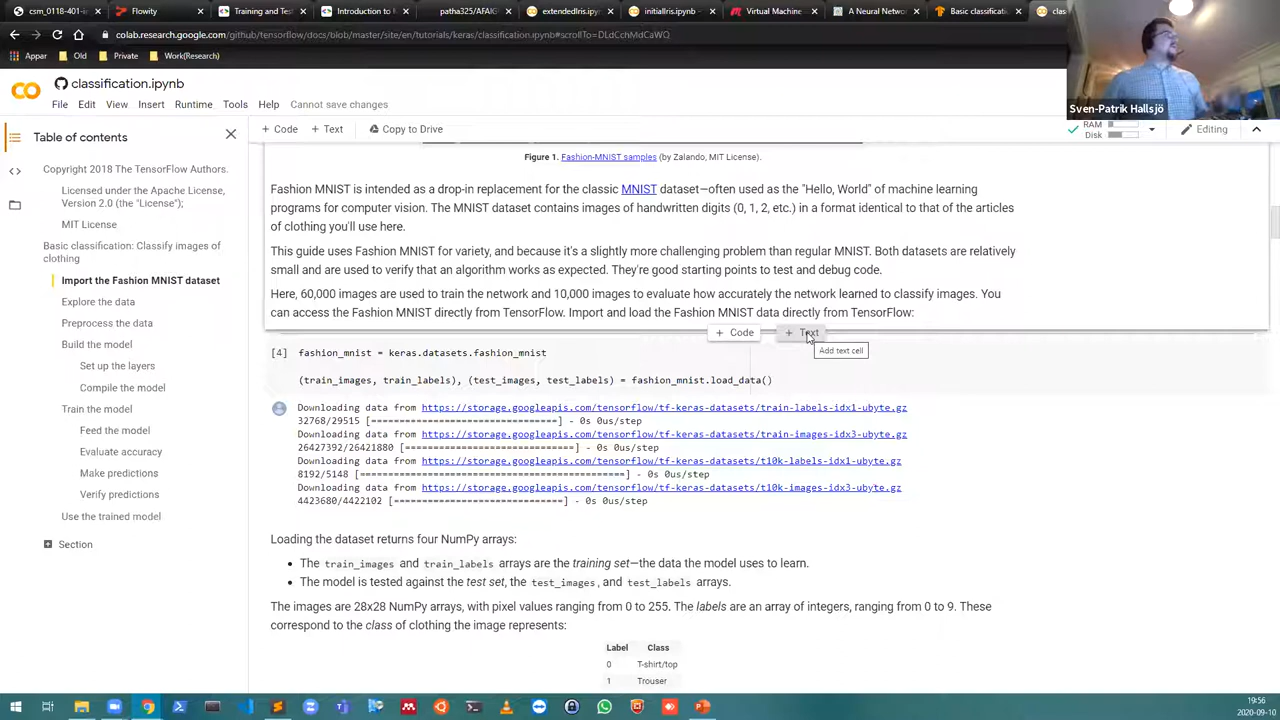 csm_0118-401-i
Flowity
Training and Test
Introduction to
patha325/AFAIG
extendedIris.ipynb
initialIris.ipynb -
Virtual Machine
A Neural Network
Basic classifica
clas
colab.research.google.com/github/tensorflow/docs/blob/master/site/en/tutorials/keras/classification.ipynb#scrollTo=DLdCchMdCaWQ
Appar
Old
Private
Work(Research)
classification.ipynb
File Edit View Insert Runtime Tools Help Cannot save changes
Sven-Patrik Hallsjö
Table of contents
+ Code + Text Copy to Drive
RAM
Disk
Editing
Copyright 2018 The TensorFlow Authors.
Licensed under the Apache License,
Version 2.0 (the "License");
MIT License
Basic classification: Classify images of
clothing
Import the Fashion MNIST dataset
Explore the data
Preprocess the data
Build the model
Set up the layers
Compile the model
Train the model
Feed the model
Evaluate accuracy
Make predictions
Verify predictions
Use the trained model
Section
Figure 1. Fashion-MNIST samples (by Zalando, MIT License).
Fashion MNIST is intended as a drop-in replacement for the classic MNIST dataset—often used as the "Hello, World" of machine learning
programs for computer vision. The MNIST dataset contains images of handwritten digits (0, 1, 2, etc.) in a format identical to that of the articles
of clothing you'll use here.
This guide uses Fashion MNIST for variety, and because it's a slightly more challenging problem than regular MNIST. Both datasets are relatively
small and are used to verify that an algorithm works as expected. They're good starting points to test and debug code.
Here, 60,000 images are used to train the network and 10,000 images to evaluate how accurately the network learned to classify images. You
can access the Fashion MNIST directly from TensorFlow. Import and load the Fashion MNIST data directly from TensorFlow:
+ Code + Text
Add text cell
[4] fashion_mnist = keras.datasets.fashion_mnist
(train_images, train_labels), (test_images, test_labels) = fashion_mnist.load_data()
Downloading data from https://storage.googleapis.com/tensorflow/tf-keras-datasets/train-labels-idx1-ubyte.gz
32768/29515 [==============================] - 0s 0us/step
Downloading data from https://storage.googleapis.com/tensorflow/tf-keras-datasets/train-images-idx3-ubyte.gz
26427392/26421880 [==============================] - 0s 0us/step
Downloading data from https://storage.googleapis.com/tensorflow/tf-keras-datasets/t10k-labels-idx1-ubyte.gz
8192/5148 [===============================================] - 0s 0us/step
Downloading data from https://storage.googleapis.com/tensorflow/tf-keras-datasets/t10k-images-idx3-ubyte.gz
4423680/4422102 [==============================] - 0s 0us/step
Loading the dataset returns four NumPy arrays:
• The train_images and train_labels arrays are the training set—the data the model uses to learn.
• The model is tested against the test set, the test_images, and test_labels arrays.
The images are 28x28 NumPy arrays, with pixel values ranging from 0 to 255. The labels are an array of integers, ranging from 0 to 9. These
correspond to the class of clothing the image represents:
Label Class
0 T-shirt/top
1 Trouser
19:56
2020-09-10